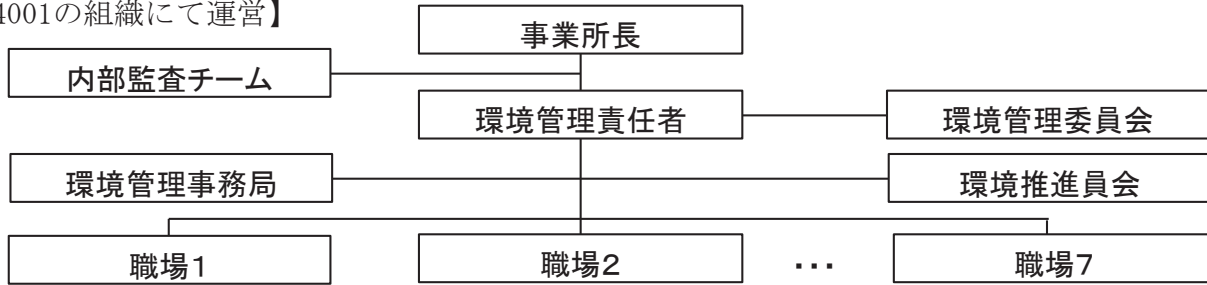 4001の組織にて運営】
事業所長
内部監査チーム
環境管理責任者
環境管理委員会
環境管理事務局
環境推進員会
職場1
職場2
･･･
職場7